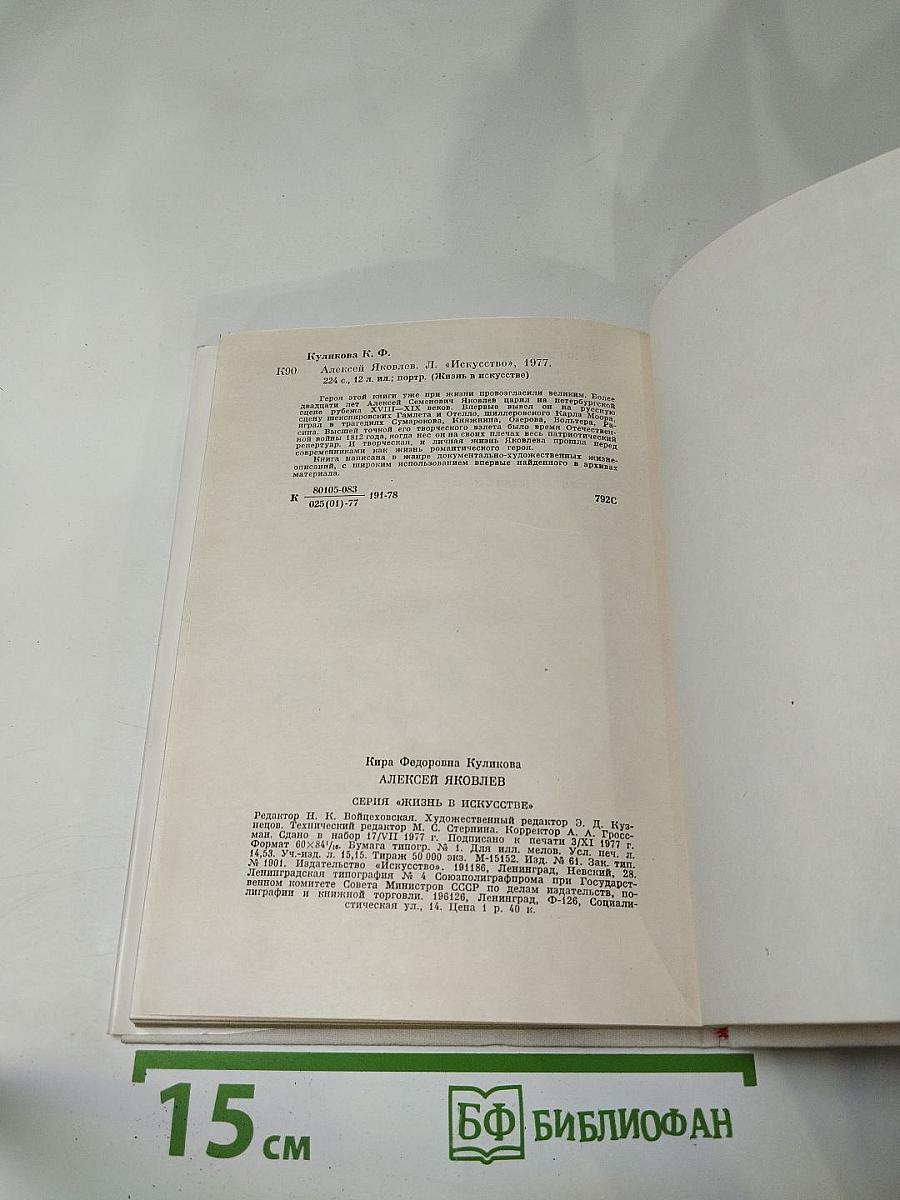 Куликова К. Ф.
К90 Алексей Яковлев. Л. «Искусство», 1977.
224 с., 12 л. ил.; портр. (Жизнь в искусстве)
Герои этой книги уже при жизни провозгласили великим. Более
двадцати лет Алексей Семенович Яковлев царил на петербургской
сцене рубежа XVIII—XIX веков. Впервые вывел он на русскую
сцену шекспировских Гамлета и Отелло, шиллеровского Карла Моора,
играл в трагедиях Сумарокова, Княжнина, Озерова, Вольтера, Ра-
сина. Высшей точкой его творческого взлета было время Отечествен-
ной войны 1812 года, когда нес он на своих плечах весь патриотический
репертуар. И творческая, и личная жизнь Яковлева прошла перед
современниками как жизнь романтического героя.
Книга написана в жанре документально-художественных жизне-
описаний, с широким использованием впервые найденного в архивах
материала.
К 80105-083
025(01)-77 191-78 792С
Кира Федоровна Куликова
АЛЕКСЕЙ ЯКОВЛЕВ
СЕРИЯ «ЖИЗНЬ В ИСКУССТВЕ»
Редактор Н. К. Войцеховская. Художественный редактор Э. Д. Куз-
нецов. Технический редактор М. С. Стернина. Корректор А. А. Гросс-
ман. Сдано в набор 17/VII 1977 г. Подписано к печати 3/XI 1977 г.
Формат 60×84¹/₁₆. Бумага типогр. № 1. Для илл. мелов. Усл. печ. л.
14,53. Уч.-изд. л. 15,15. Тираж 50 000 экз. М-15152. Изд. № 61. Зак. тип.
№ 1901. Издательство «Искусство». 191186, Ленинград, Невский, 28.
Ленинградская типография № 4 Союзполиграфпрома при Государст-
венном комитете Совета Министров СССР по делам издательств, по-
лиграфии и книжной торговли. 196126, Ленинград, Ф-126, Социали-
стическая ул., 14. Цена 1 р. 40 к.
15 см
БФ БИБЛИОФАН